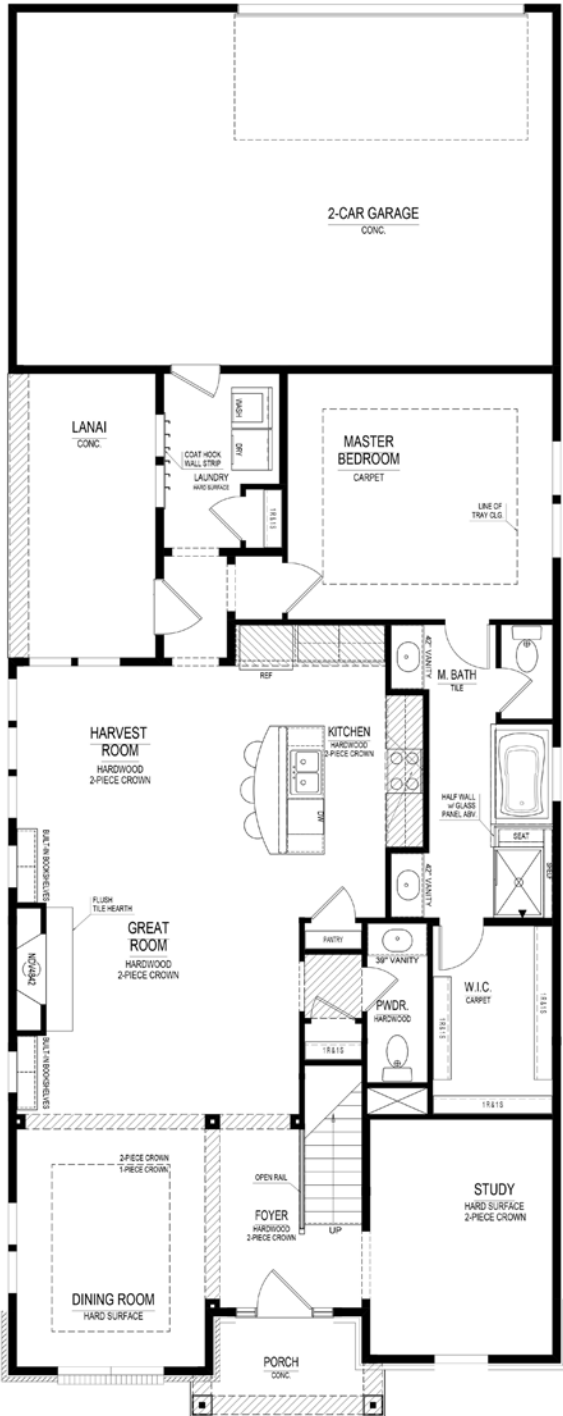 2-CAR GARAGE
CONC.
LANAI
CONC.
WASH
DRY
COAT HOOK
WALL STRIP
LAUNDRY
HARD SURFACE
1R&1S
MASTER
BEDROOM
CARPET
LINE OF
TRAY CLG.
REF
42" VANITY
M. BATH
TILE
HARVEST
ROOM
HARDWOOD
2-PIECE CROWN
KITCHEN
HARDWOOD
2-PIECE CROWN
DW
HALF WALL
w/ GLASS
PANEL ABV.
SEAT
SHELF
42" VANITY
BUILT-IN BOOKSHELVES
FLUSH
TILE HEARTH
GREAT
ROOM
HARDWOOD
2-PIECE CROWN
PANTRY
39" VANITY
PWDR.
HARDWOOD
W.I.C.
CARPET
1R&1S
1R&1S
1R&1S
1R&1S
BUILT-IN BOOKSHELVES
2-PIECE CROWN
1-PIECE CROWN
OPEN RAIL
FOYER
HARDWOOD
2-PIECE CROWN
UP
STUDY
HARD SURFACE
2-PIECE CROWN
DINING ROOM
HARD SURFACE
PORCH
CONC.